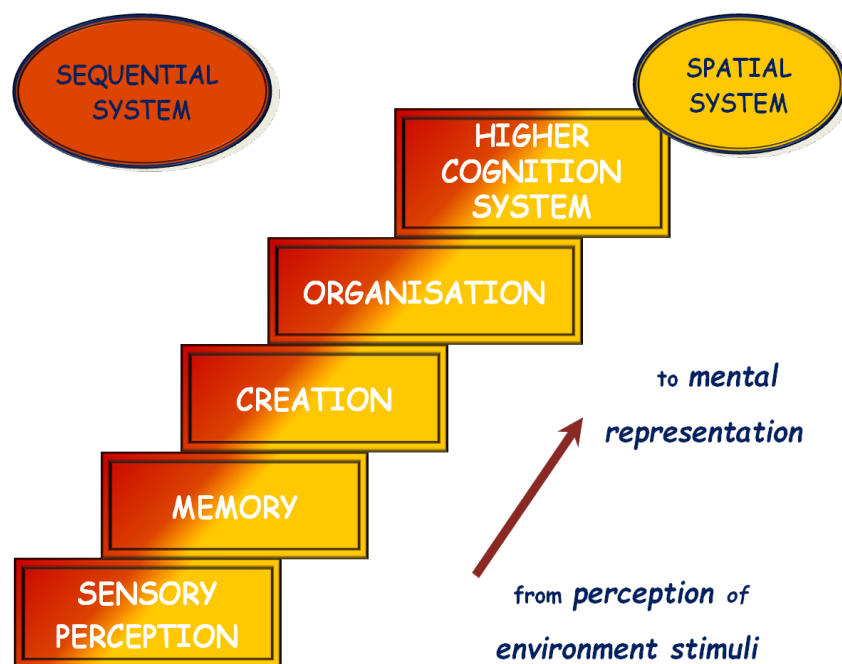 SEQUENTIAL
SYSTEM
SPATIAL
SYSTEM
HIGHER
COGNITION
SYSTEM
ORGANISATION
CREATION
MEMORY
SENSORY
PERCEPTION
to mental
representation
from perception of
environment stimuli